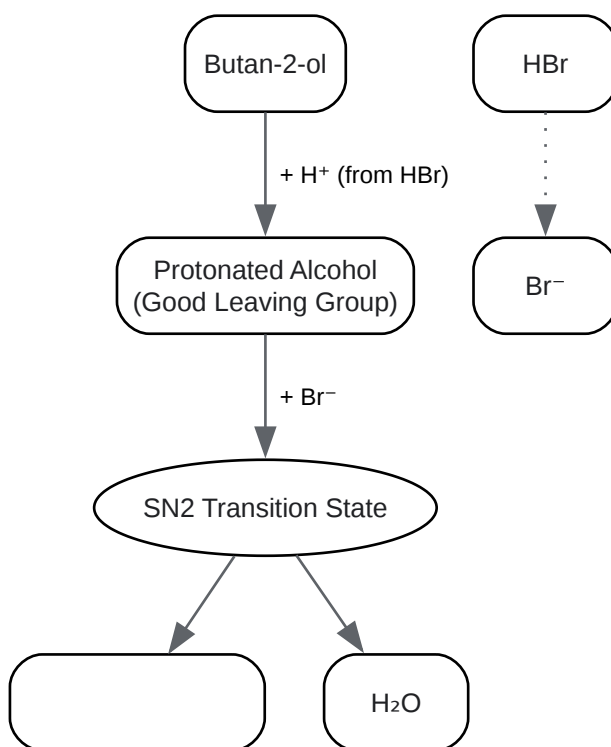 Butan-2-ol
HBr
+ H⁺ (from HBr)
Protonated Alcohol
(Good Leaving Group)
Br⁻
+ Br⁻
SN2 Transition State
H₂O